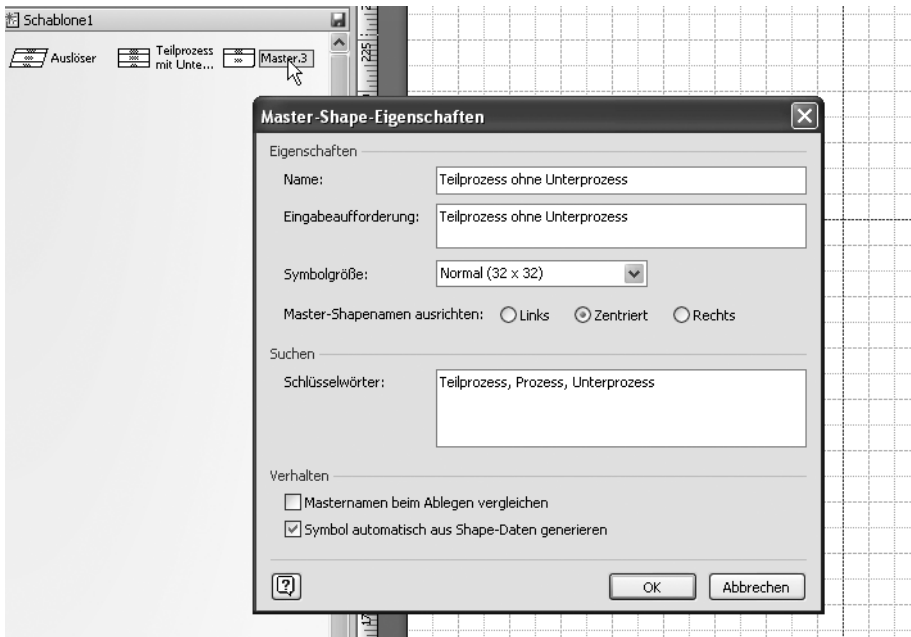 Schablone1
Auslöser
Teilprozess
mit Unte...
Master.3
225
Master-Shape-Eigenschaften
Eigenschaften
Name:
Teilprozess ohne Unterprozess
Eingabeaufforderung:
Teilprozess ohne Unterprozess
Symbolgröße:
Normal (32 x 32)
Master-Shapenamen ausrichten:
Links
Zentriert
Rechts
Suchen
Schlüsselwörter:
Teilprozess, Prozess, Unterprozess
Verhalten
Masternamen beim Ablegen vergleichen
Symbol automatisch aus Shape-Daten generieren
OK
Abbrechen